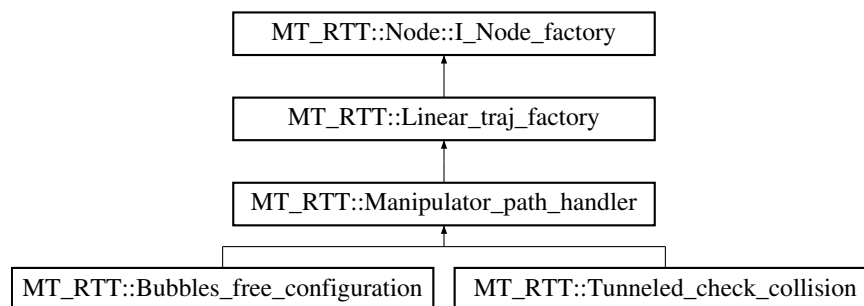 MT_RTT::Node::I_Node_factory
MT_RTT::Linear_traj_factory
MT_RTT::Manipulator_path_handler
MT_RTT::Bubbles_free_configuration
MT_RTT::Tunneled_check_collision